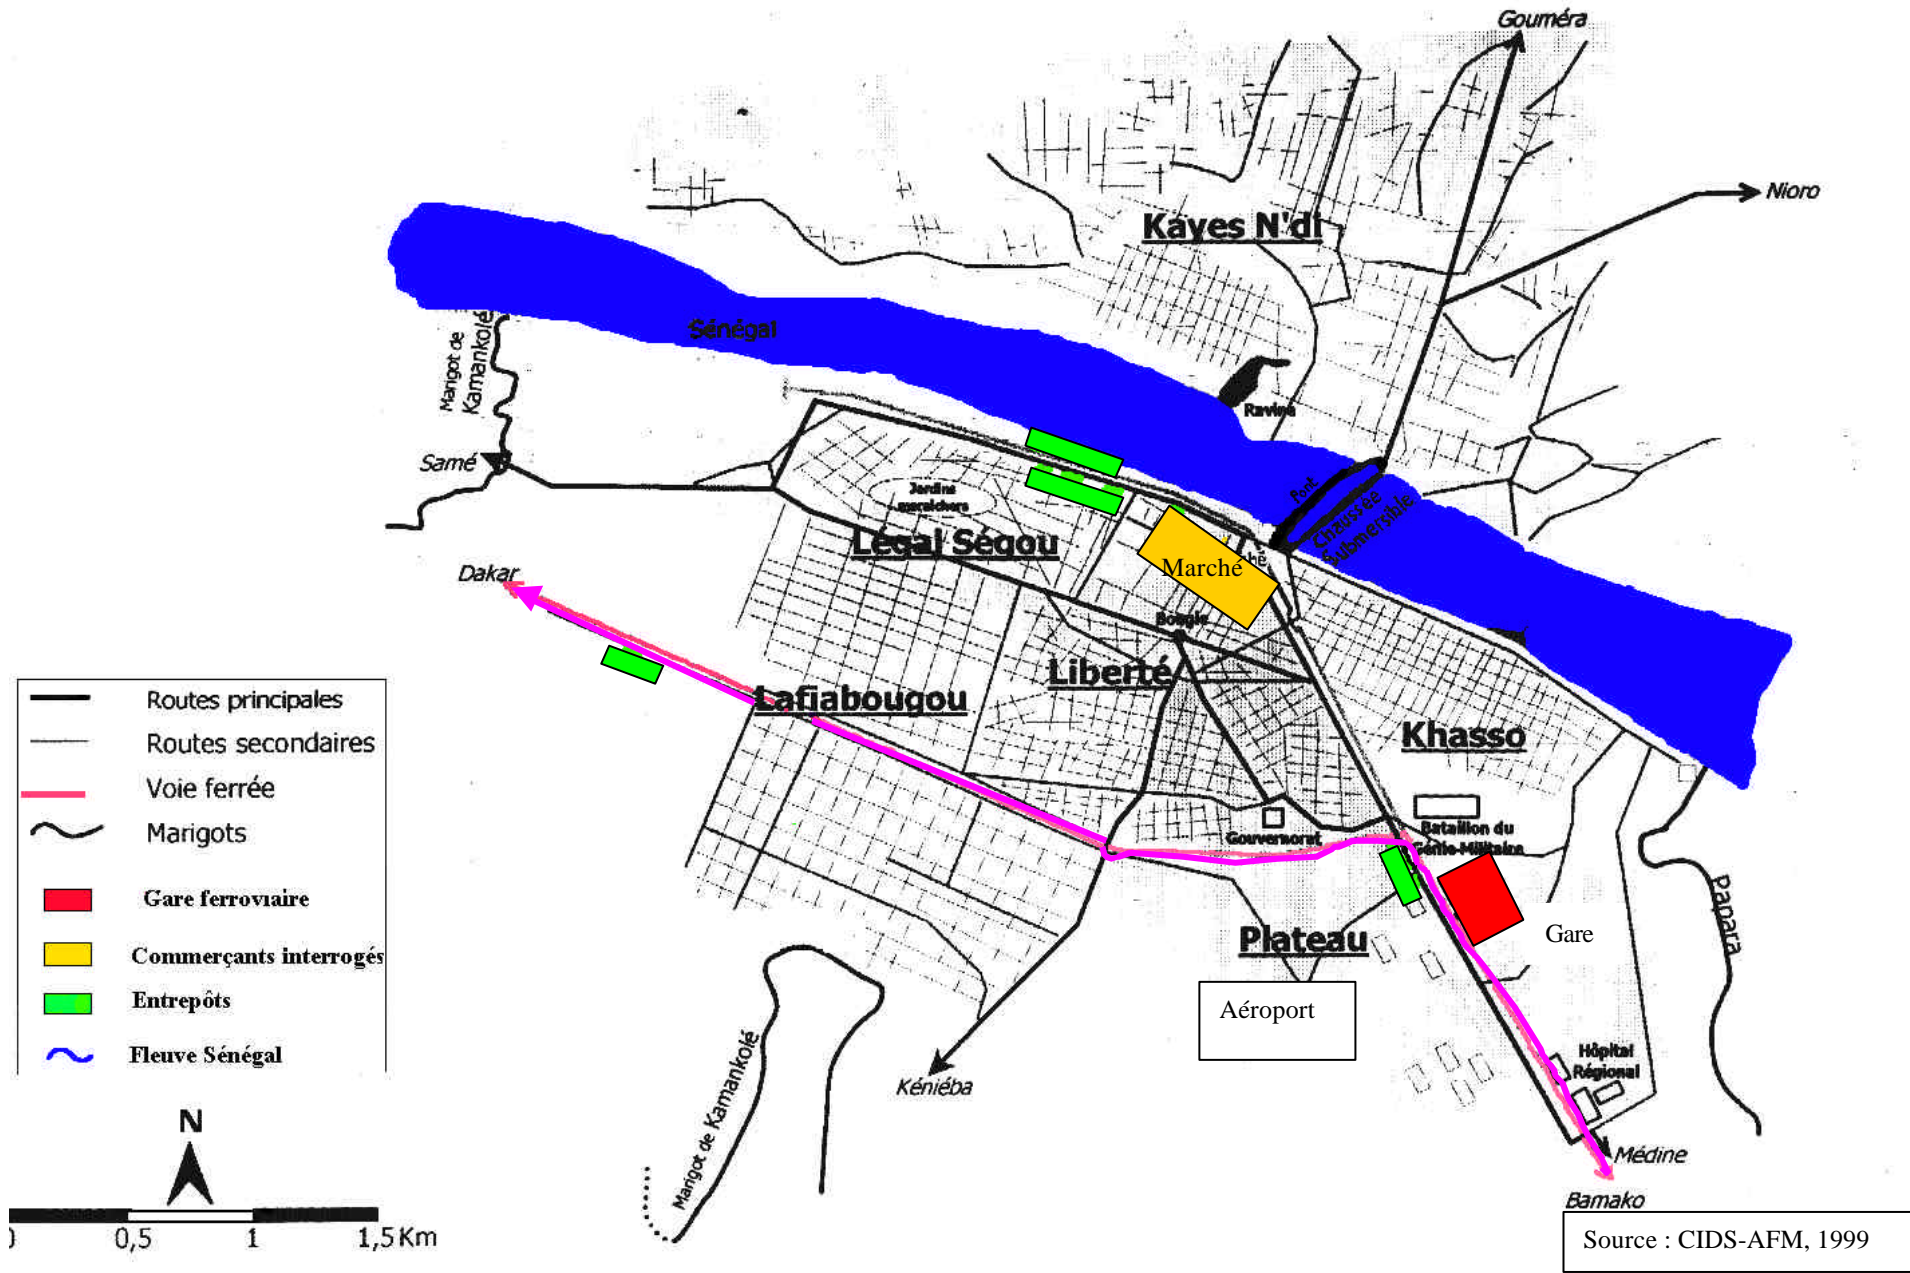 Gouméra
Nioro
Kayes N'di
Sénégal
Marigot de
Kamankolé
Ravine
Samé
Pont
Chaussée
Submersible
Jardins
maraichers
Légal Ségou
Marché
ché
Dakar
Liberté
Lafiabougou
Khasso
Routes principales
Routes secondaires
Voie ferrée
Marigots
Gare ferroviaire
Commerçants interrogés
Entrepôts
Fleuve Sénégal
Bataillon du
Génie Militaire
Gouvernorat
Papara
Gare
Plateau
Aéroport
Hôpital
Régional
Kéniéba
Marigot de Kamankolé
N
0
0,5
1
1,5 Km
Médine
Bamako
Source : CIDS-AFM, 1999